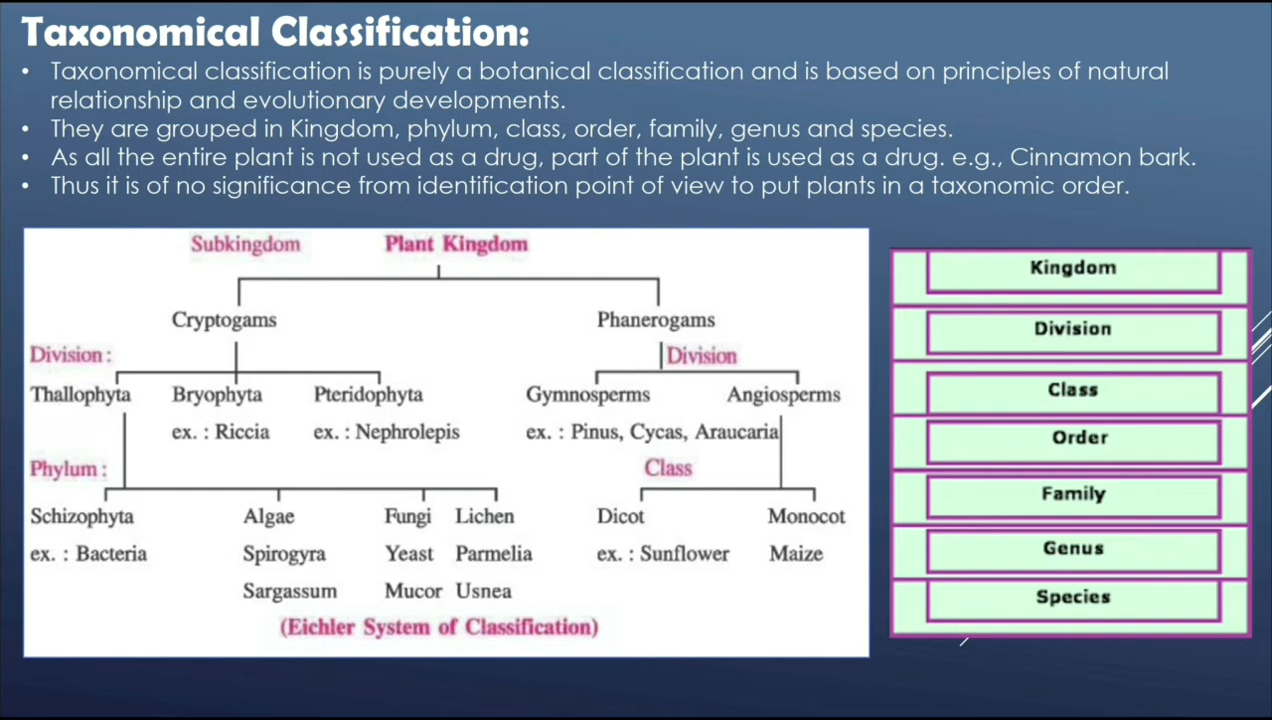 Taxonomical Classification:
• Taxonomical classification is purely a botanical classification and is based on principles of natural
relationship and evolutionary developments.
• They are grouped in Kingdom, phylum, class, order, family, genus and species.
• As all the entire plant is not used as a drug, part of the plant is used as a drug. e.g., Cinnamon bark.
• Thus it is of no significance from identification point of view to put plants in a taxonomic order.
Subkingdom Plant Kingdom
Cryptogams Phanerogams
Division : Division
Thallophyta Bryophyta Pteridophyta Gymnosperms Angiosperms
ex. : Riccia ex. : Nephrolepis ex. : Pinus, Cycas, Araucaria
Phylum : Class
Schizophyta Algae Fungi Lichen Dicot Monocot
ex. : Bacteria Spirogyra Yeast Parmelia ex. : Sunflower Maize
Sargassum Mucor Usnea
(Eichler System of Classification)
Kingdom
Division
Class
Order
Family
Genus
Species